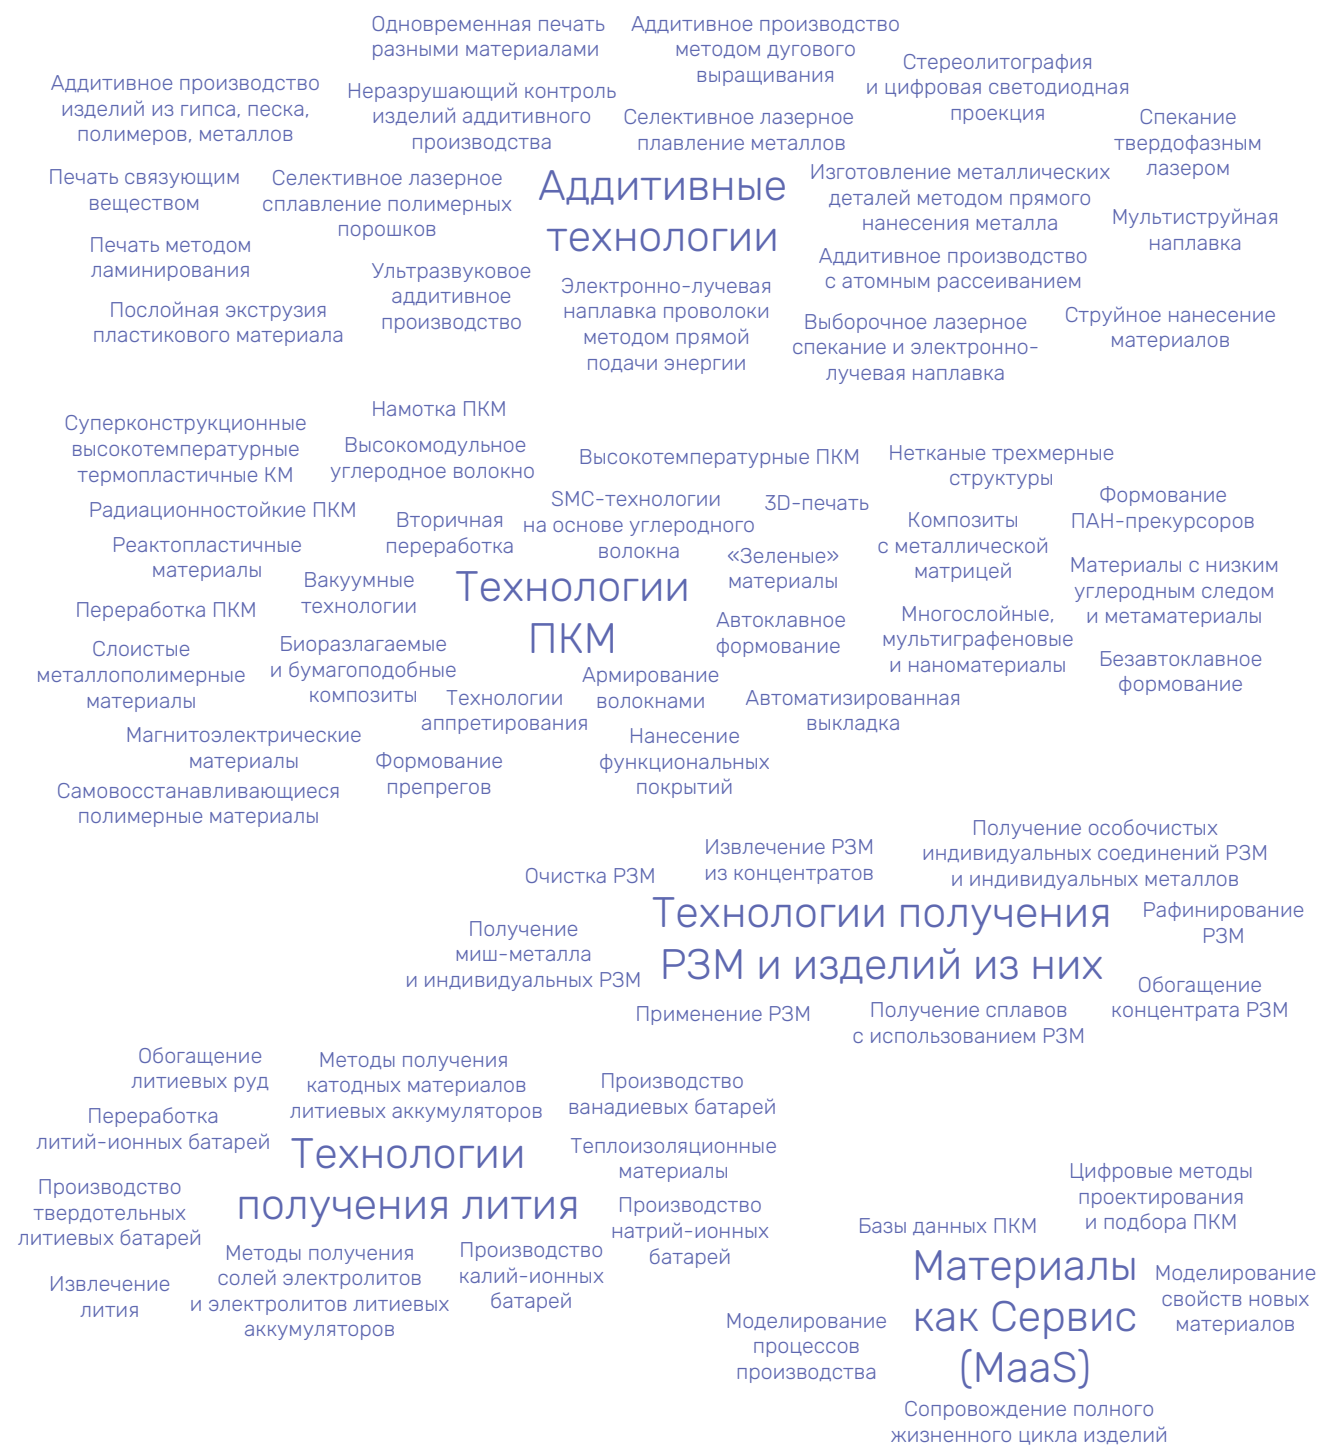 Одновременная печать
разными материалами
Аддитивное производство
методом дугового
выращивания
Стереолитография
и цифровая светодиодная
проекция
Аддитивное производство
изделий из гипса, песка,
полимеров, металлов
Неразрушающий контроль
изделий аддитивного
производства
Селективное лазерное
плавление металлов
Спекание
твердофазным
лазером
Печать связующим
веществом
Селективное лазерное
сплавление полимерных
порошков
Аддитивные
технологии
Изготовление металлических
деталей методом прямого
нанесения металла
Мультиструйная
наплавка
Печать методом
ламинирования
Ультразвуковое
аддитивное
производство
Электронно-лучевая
наплавка проволоки
методом прямой
подачи энергии
Аддитивное производство
с атомным рассеиванием
Послойная экструзия
пластикового материала
Выборочное лазерное
спекание и электронно-
лучевая наплавка
Струйное нанесение
материалов
Намотка ПКМ
Суперконструкционные
высокотемпературные
термопластичные КМ
Высокомодульное
углеродное волокно
Высокотемпературные ПКМ
Нетканые трехмерные
структуры
Радиационностойкие ПКМ
Вторичная
переработка
SMC-технологии
на основе углеродного
волокна
3D-печать
Композиты
с металлической
матрицей
Формование
ПАН-прекурсоров
Реактопластичные
материалы
Вакуумные
технологии
Технологии
ПКМ
«Зеленые»
материалы
Материалы с низким
углеродным следом
и метаматериалы
Переработка ПКМ
Автоклавное
формование
Многослойные,
мультиграфеновые
и наноматериалы
Слоистые
металлополимерные
материалы
Биоразлагаемые
и бумагоподобные
композиты
Армирование
волокнами
Безавтоклавное
формование
Технологии
аппретирования
Автоматизированная
выкладка
Магнитоэлектрические
материалы
Формование
препрегов
Нанесение
функциональных
покрытий
Самовосстанавливающиеся
полимерные материалы
Очистка РЗМ
Извлечение РЗМ
из концентратов
Получение особочистых
индивидуальных соединений РЗМ
и индивидуальных металлов
Получение
миш-металла
и индивидуальных РЗМ
Технологии получения
РЗМ и изделий из них
Рафинирование
РЗМ
Применение РЗМ
Получение сплавов
с использованием РЗМ
Обогащение
концентрата РЗМ
Обогащение
литиевых руд
Методы получения
катодных материалов
литиевых аккумуляторов
Производство
ванадиевых батарей
Переработка
литий-ионных батарей
Технологии
получения лития
Теплоизоляционные
материалы
Производство
твердотельных
литиевых батарей
Производство
натрий-ионных
батарей
Извлечение
лития
Методы получения
солей электролитов
и электролитов литиевых
аккумуляторов
Производство
калий-ионных
батарей
Базы данных ПКМ
Цифровые методы
проектирования
и подбора ПКМ
Материалы
как Сервис
(MaaS)
Моделирование
свойств новых
материалов
Моделирование
процессов
производства
Сопровождение полного
жизненного цикла изделий